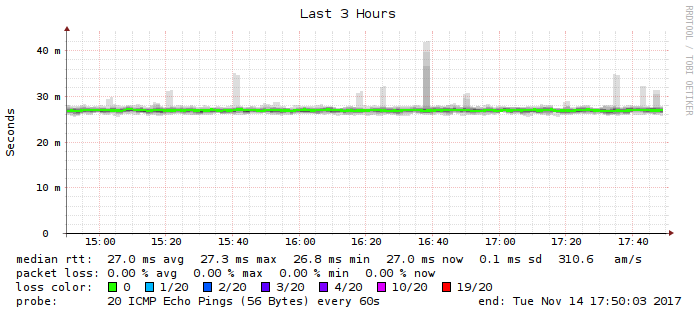 Last 3 Hours
RRDTOOL / TOBI OETIKER
Seconds
40 m
30 m
20 m
10 m
0
15:00 15:20 15:40 16:00 16:20 16:40 17:00 17:20 17:40
median rtt: 27.0 ms avg 27.3 ms max 26.8 ms min 27.0 ms now 0.1 ms sd 310.6 am/s
packet loss: 0.00 % avg 0.00 % max 0.00 % min 0.00 % now
loss color: 0 1/20 2/20 3/20 4/20 10/20 19/20
probe: 20 ICMP Echo Pings (56 Bytes) every 60s end: Tue Nov 14 17:50:03 2017